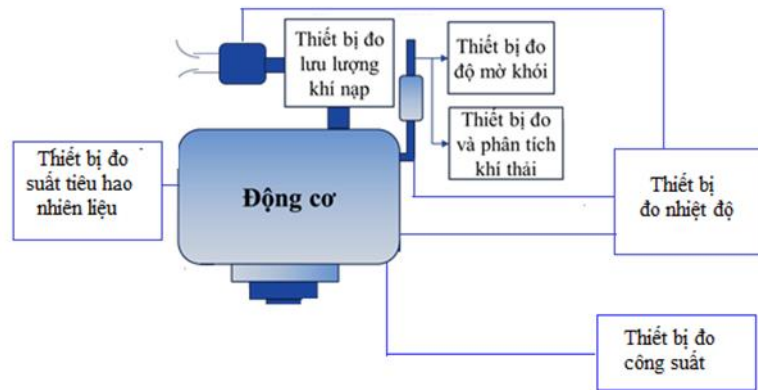 Thiết bị đo
lưu lượng
khí nạp
Thiết bị đo
độ mờ khói
Thiết bị đo
và phân tích
khí thải
Thiết bị đo
suất tiêu hao
nhiên liệu
Động cơ
Thiết bị
đo nhiệt độ
Thiết bị đo
công suất